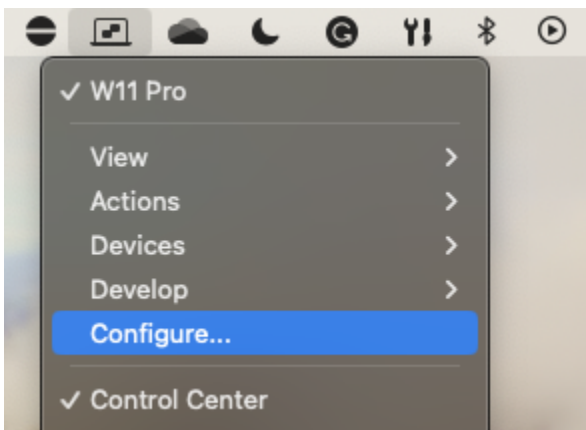 G
W11 Pro
View
Actions
Devices
Develop
Configure...
Control Center